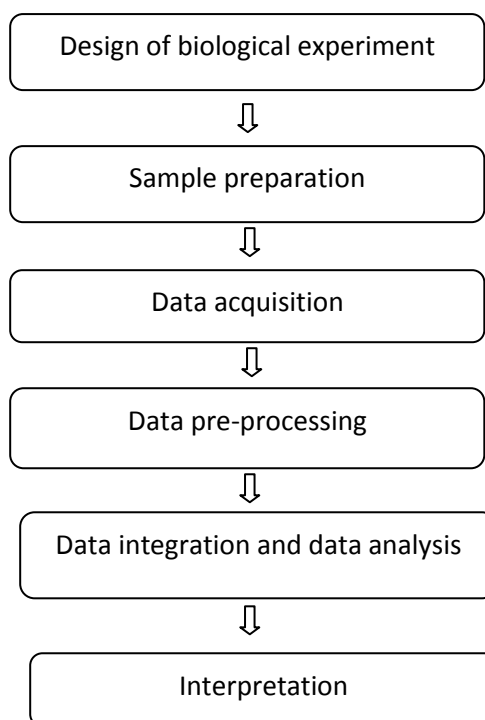 Design of biological experiment
Sample preparation
Data acquisition
Data pre-processing
Data integration and data analysis
Interpretation